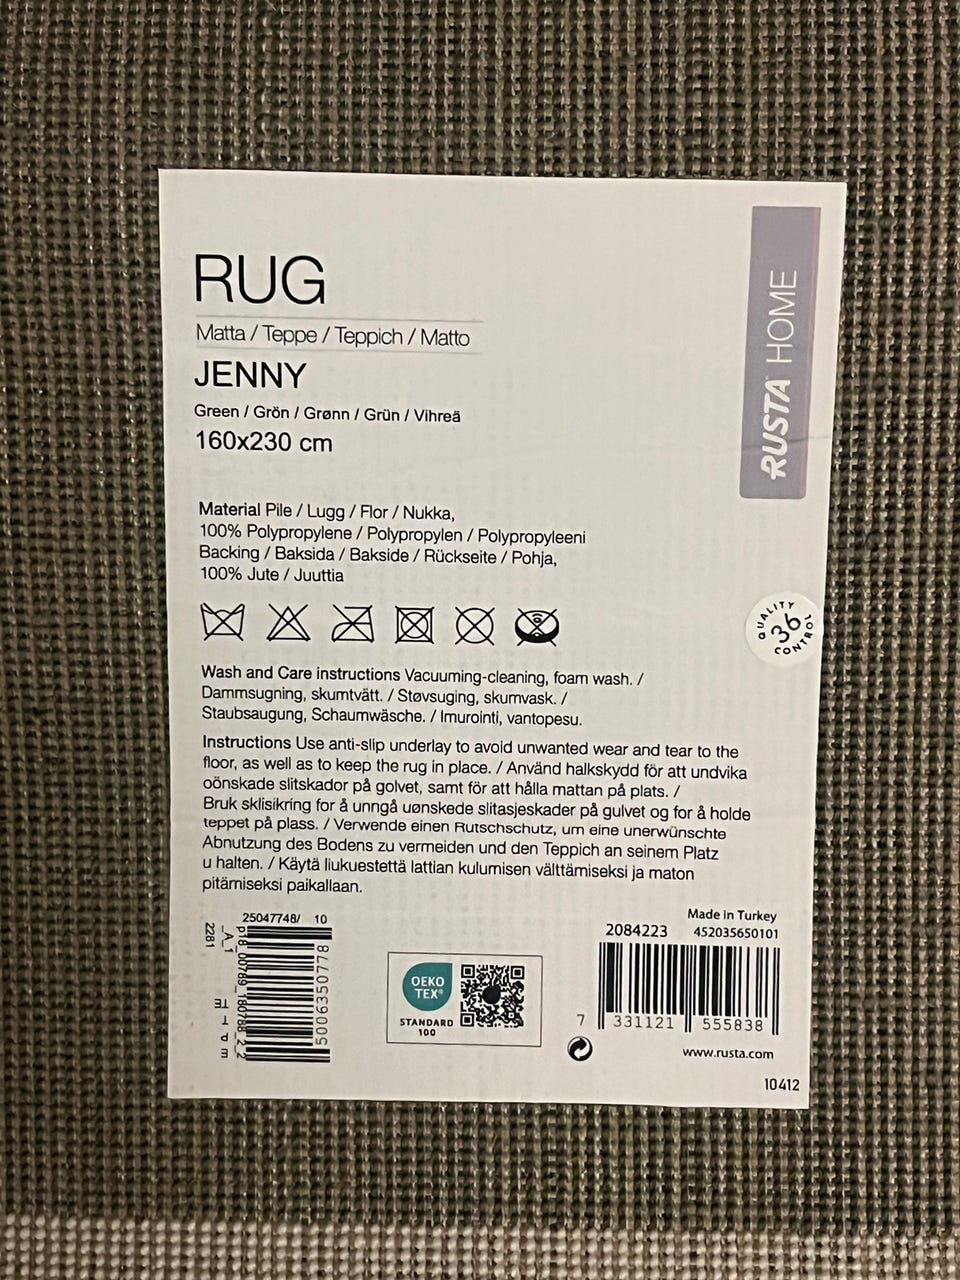 RUG
Matta / Teppe / Teppich / Matto
JENNY
Green / Grön / Grønn / Grün / Vihreä
160x230 cm
RUSTA HOME
Material Pile / Lugg / Flor / Nukka,
100% Polypropylene / Polypropylen / Polypropyleeni
Backing / Baksida / Bakside / Rückseite / Pohja,
100% Jute / Juuttia
QUALITY
36
CONTROL
Wash and Care instructions Vacuuming-cleaning, foam wash. /
Dammsugning, skumtvätt. / Støvsuging, skumvask. /
Staubsaugung, Schaumwäsche. / Imurointi, vantopesu.
Instructions Use anti-slip underlay to avoid unwanted wear and tear to the
floor, as well as to keep the rug in place. / Använd halkskydd för att undvika
oönskade slitskador på golvet, samt för att hålla mattan på plats. /
Bruk sklisikring for å unngå uønskede slitasjeskader på gulvet og for å holde
teppet på plass. / Verwende einen Rutschschutz, um eine unerwünschte
Abnutzung des Bodens zu vermeiden und den Teppich an seinem Platz
u halten. / Käytä liukuestettä lattian kulumisen välttämiseksi ja maton
pitämiseksi paikallaan.
25047748/ 10
2281
_A_1
p18_00789_180788_2_2
5006350778
OEKO
TEX®
STANDARD
100
Made in Turkey
2084223 452035650101
7 331121 555838
www.rusta.com
10412